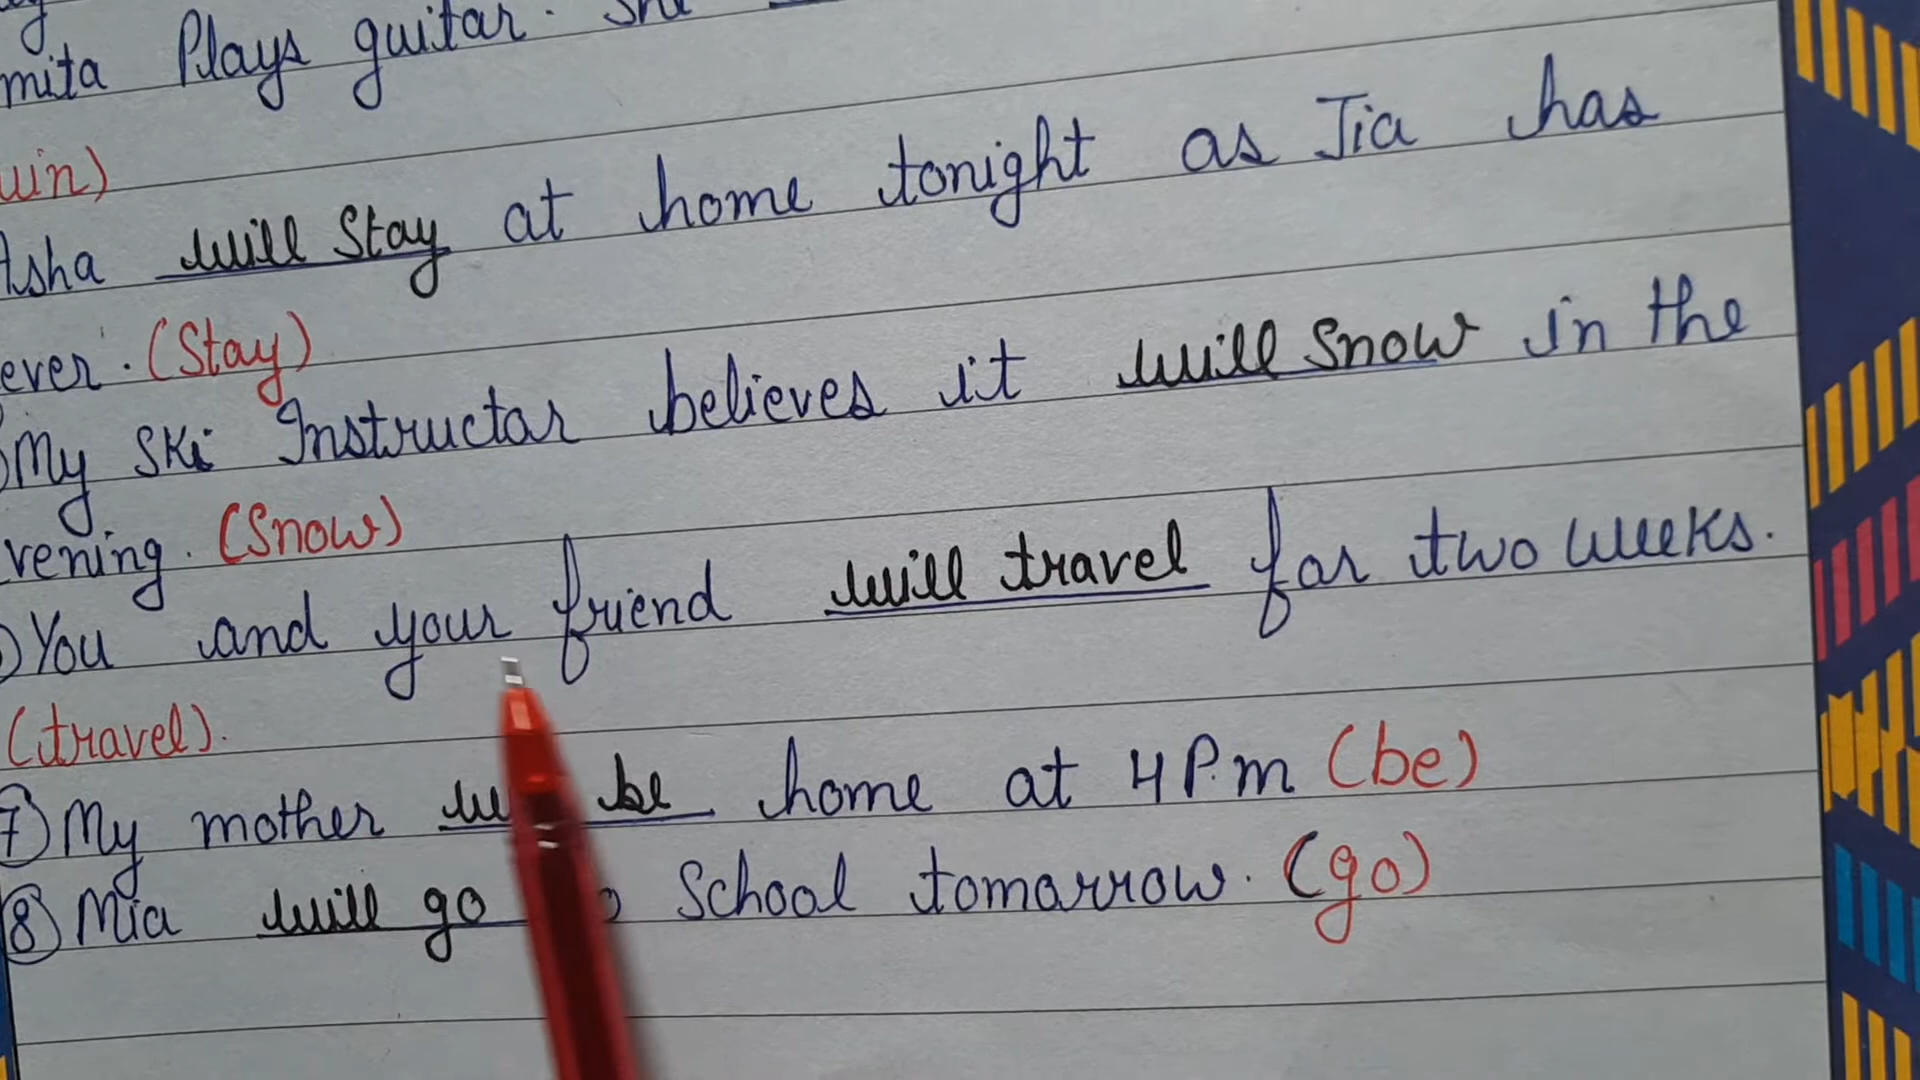 mita Plays guitar. She
win)
Asha will stay at home tonight as Jia has
ever. (Stay)
My Ski Instructor believes it will snow in the
vening. (Snow)
) You and your friend will travel for two weeks.
(travel).
7) My mother be home at 4 P.m (be)
8) Mia will go School tomorrow. (go)